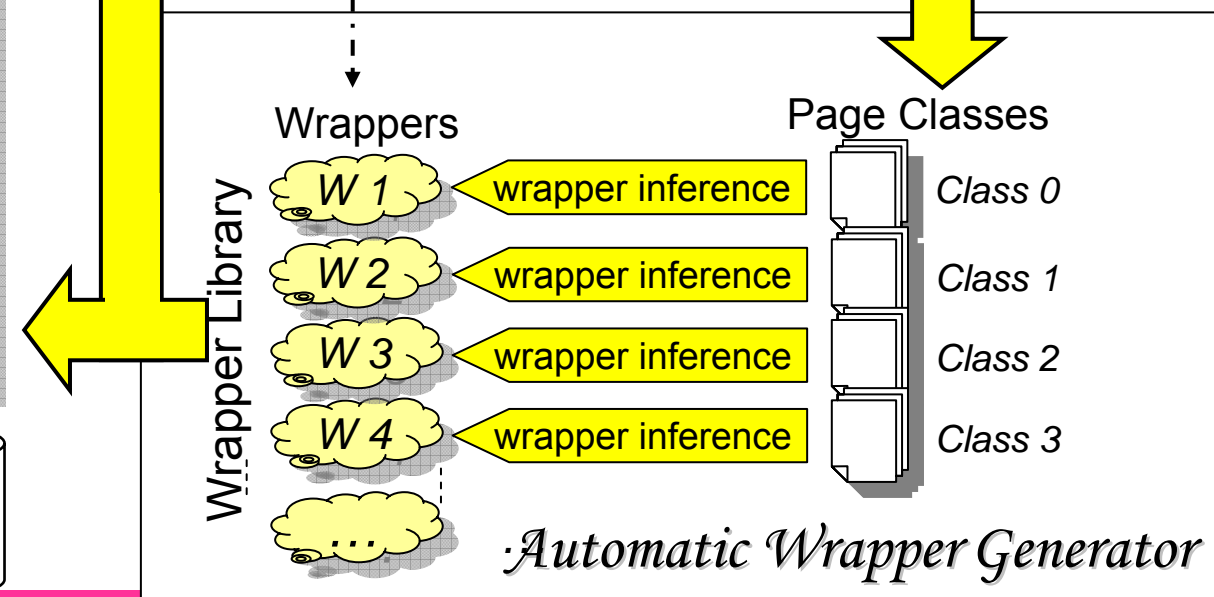 Wrappers
Page Classes
Wrapper Library
W 1
wrapper inference
Class 0
W 2
wrapper inference
Class 1
W 3
wrapper inference
Class 2
W 4
wrapper inference
Class 3
...
Automatic Wrapper Generator